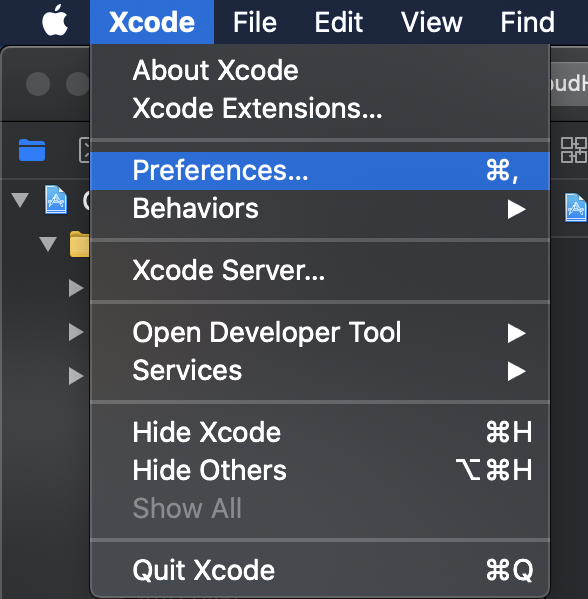 Xcode File Edit View Find
About Xcode
Xcode Extensions...
Preferences... ⌘,
Behaviors ▶
Xcode Server...
Open Developer Tool ▶
Services ▶
Hide Xcode ⌘H
Hide Others ⌥⌘H
Show All
Quit Xcode ⌘Q